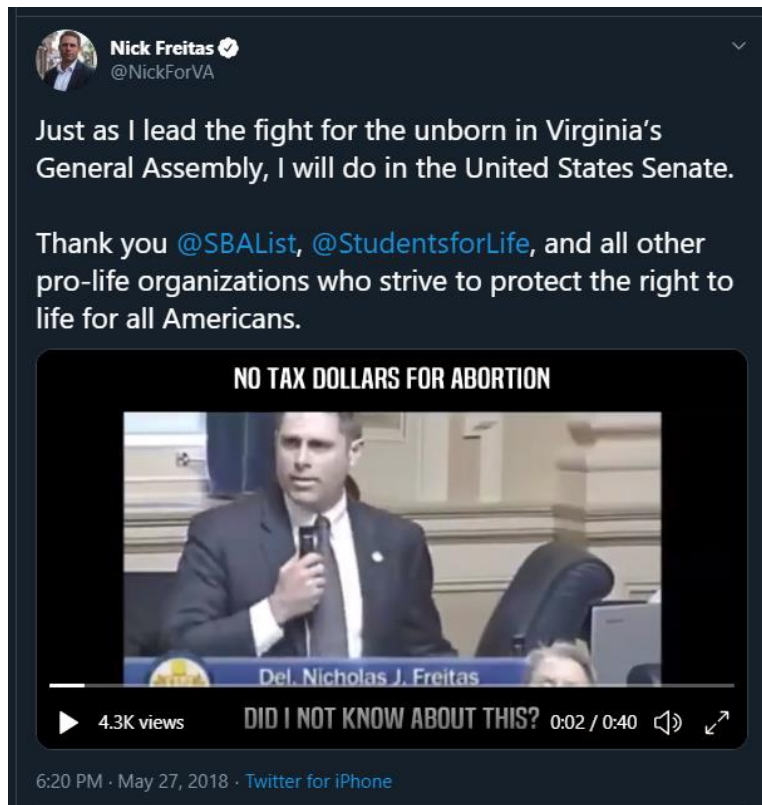 Nick Freitas
@NickForVA
Just as I lead the fight for the unborn in Virginia's
General Assembly, I will do in the United States Senate.
Thank you @SBAList, @StudentsforLife, and all other
pro-life organizations who strive to protect the right to
life for all Americans.
NO TAX DOLLARS FOR ABORTION
Del. Nicholas J. Freitas
4.3K views
DID I NOT KNOW ABOUT THIS?
0:02 / 0:40
6:20 PM · May 27, 2018 · Twitter for iPhone